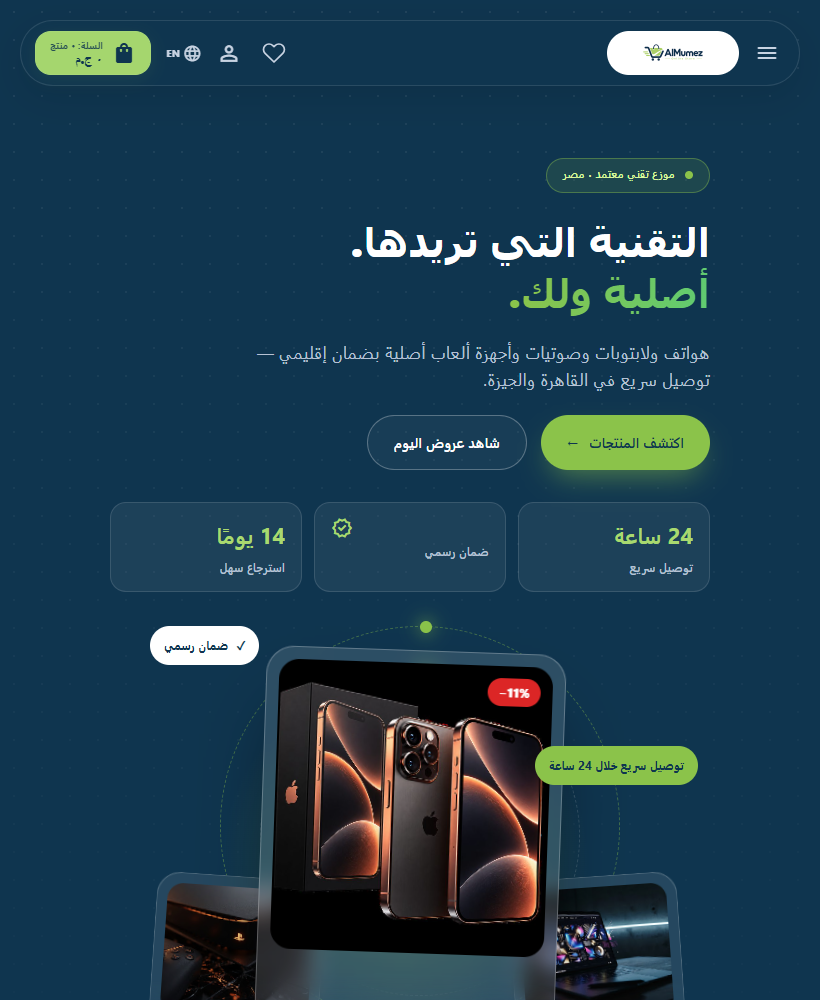 AlMumez
EN
السلة: ٠ منتج
٠ ج.م
موزع تقني معتمد · مصر
التقنية التي تريدها.
أصلية ولك.
هواتف ولابتوبات وصوتيات وأجهزة ألعاب أصلية بضمان إقليمي —
توصيل سريع في القاهرة والجيزة.
اكتشف المنتجات ←
شاهد عروض اليوم
24 ساعة
توصيل سريع
ضمان رسمي
14 يومًا
استرجاع سهل
✓ ضمان رسمي
−11%
توصيل سريع خلال 24 ساعة